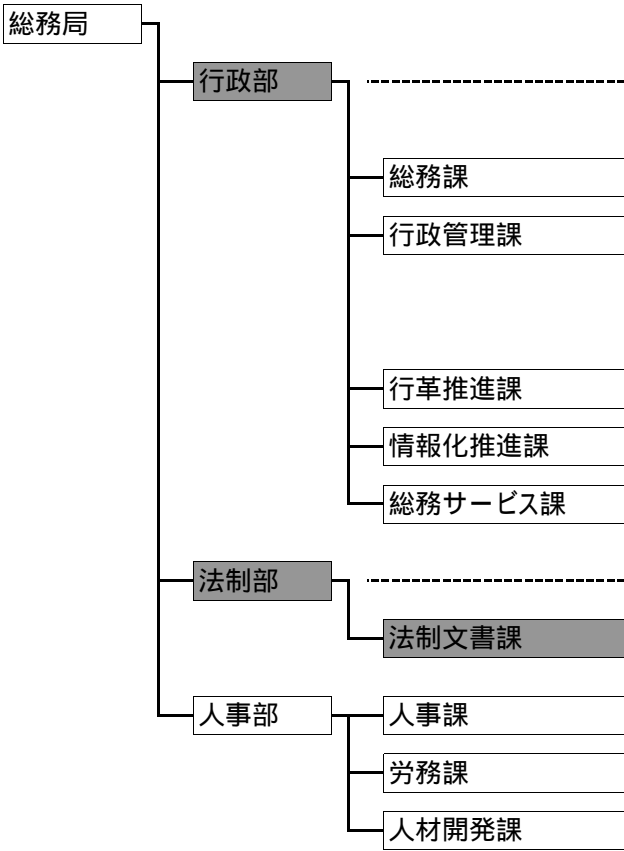 総務局
行政部
総務課
行政管理課
行革推進課
情報化推進課
総務サービス課
法制部
法制文書課
人事部
人事課
労務課
人材開発課